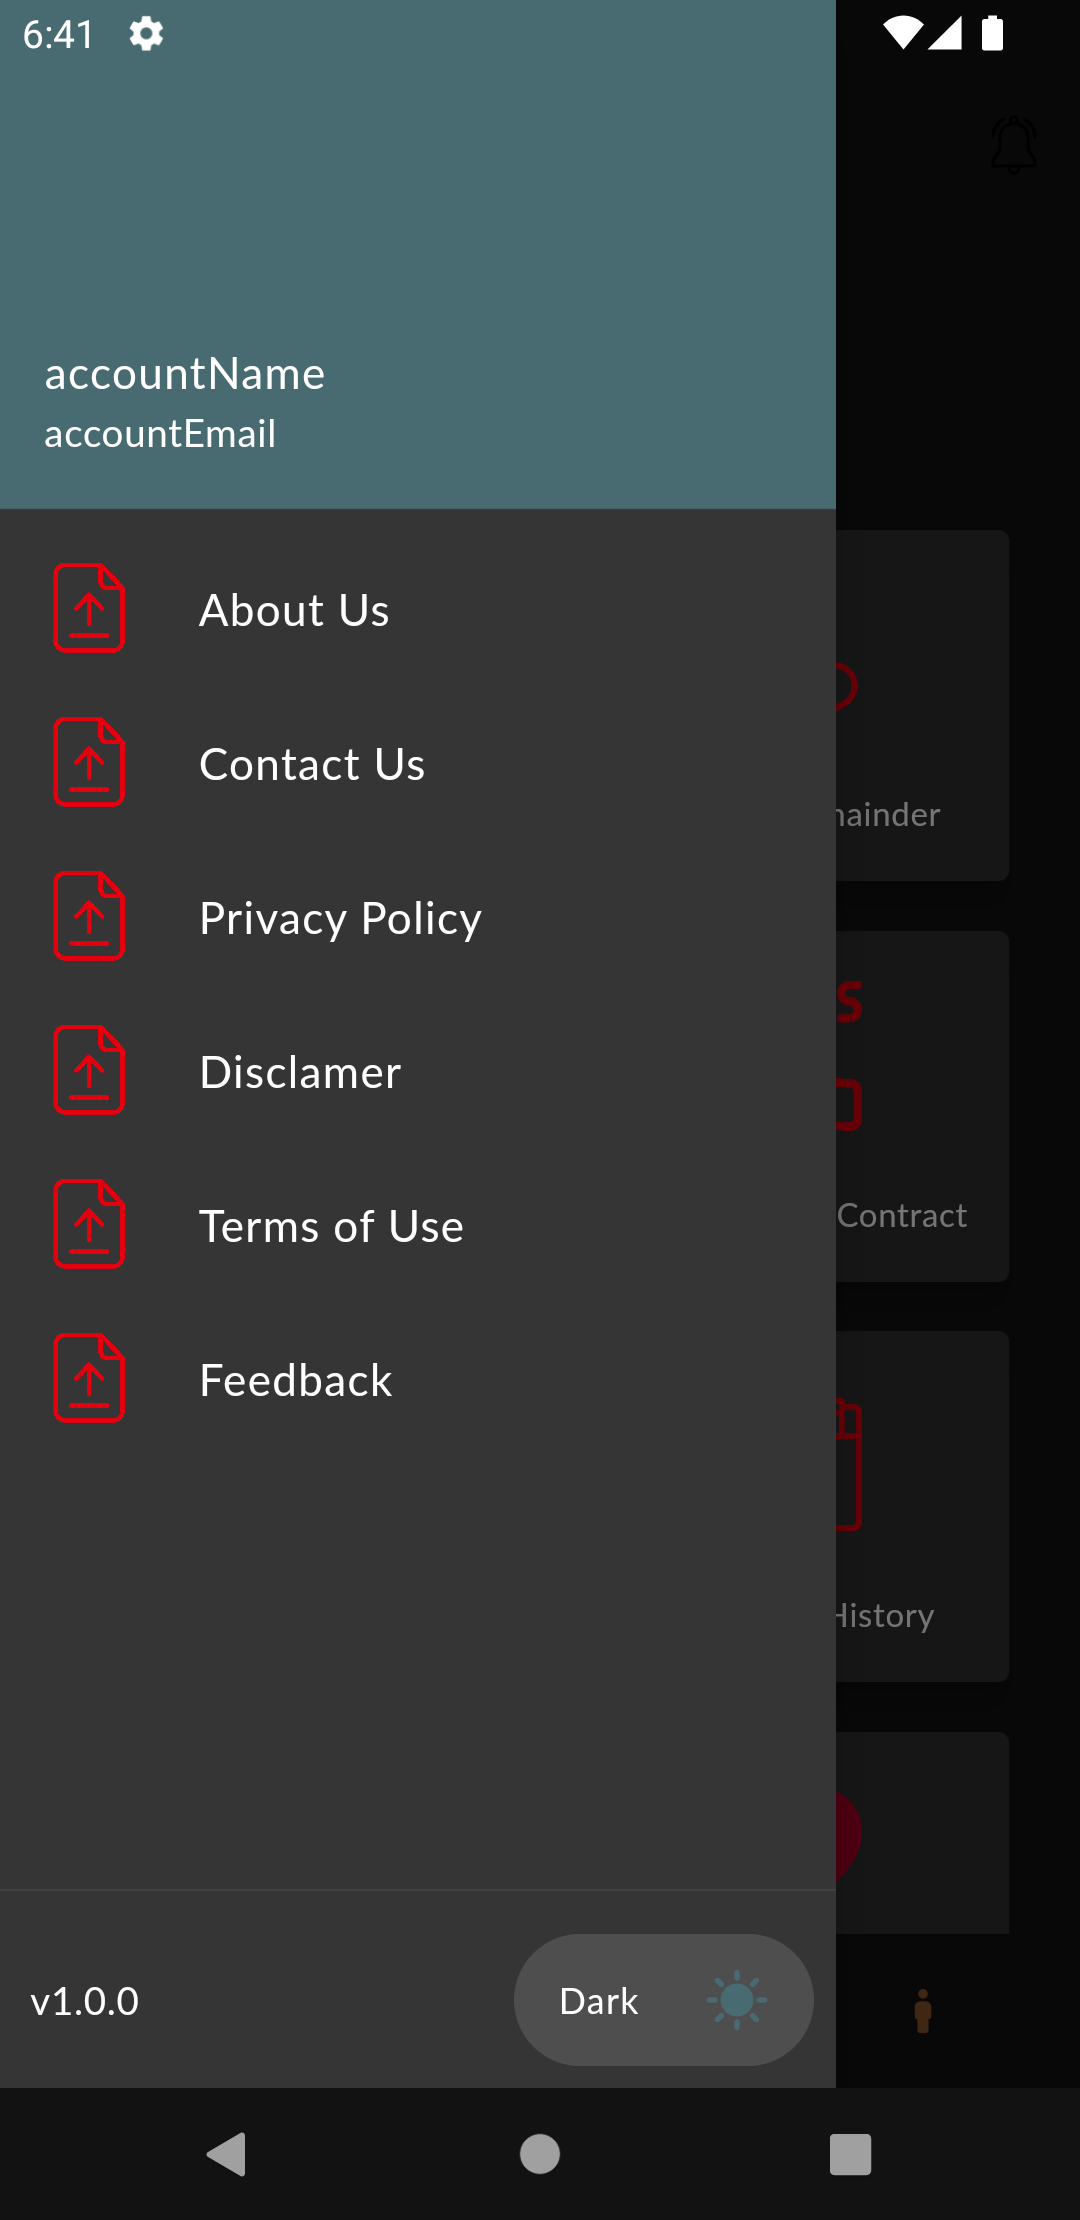 6:41
accountName
accountEmail
About Us
Contact Us
Privacy Policy
Disclamer
Terms of Use
Feedback
Contract
History
v1.0.0
Dark